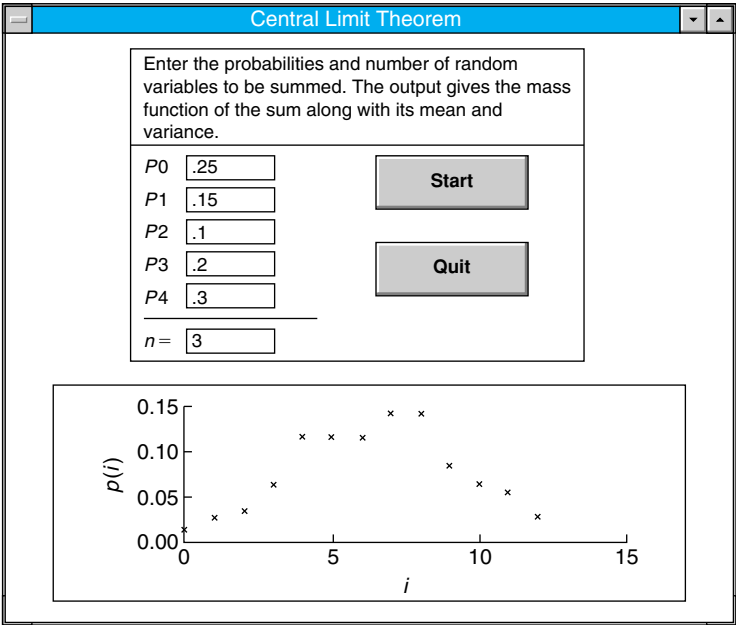 Central Limit Theorem
Enter the probabilities and number of random
variables to be summed. The output gives the mass
function of the sum along with its mean and
variance.
P0 .25
P1 .15
P2 .1
P3 .2
P4 .3
n = 3
Start
Quit
0.15
0.10
0.05
0.00
p(i)
0 5 10 15
i